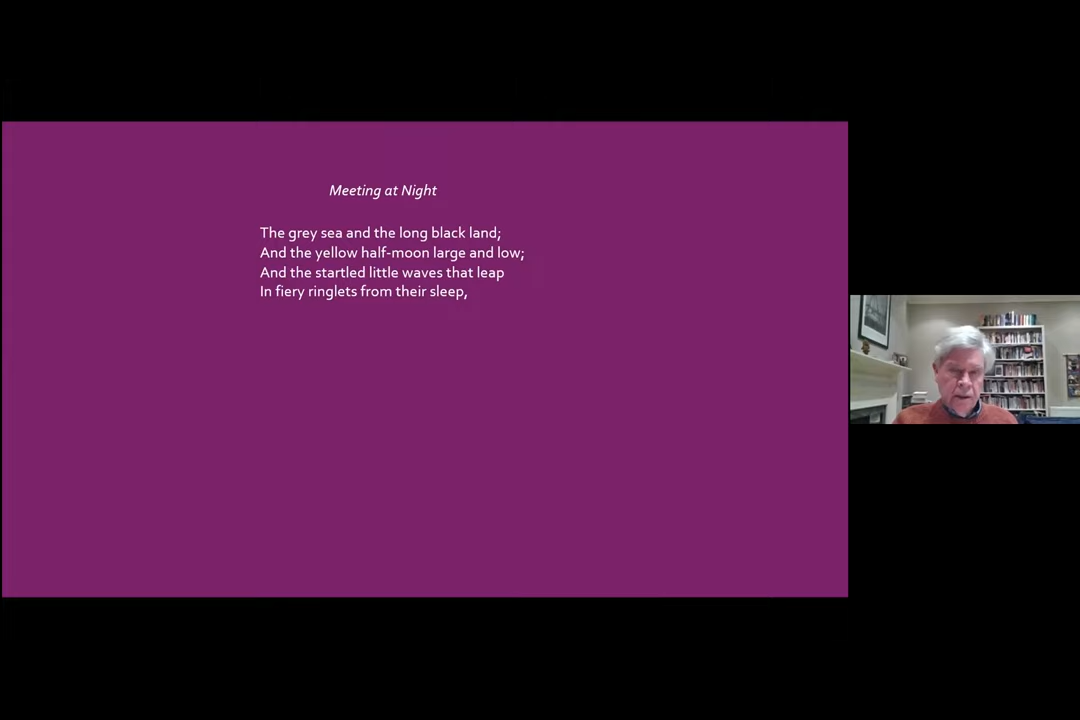 Meeting at Night
The grey sea and the long black land;
And the yellow half-moon large and low;
And the startled little waves that leap
In fiery ringlets from their sleep,